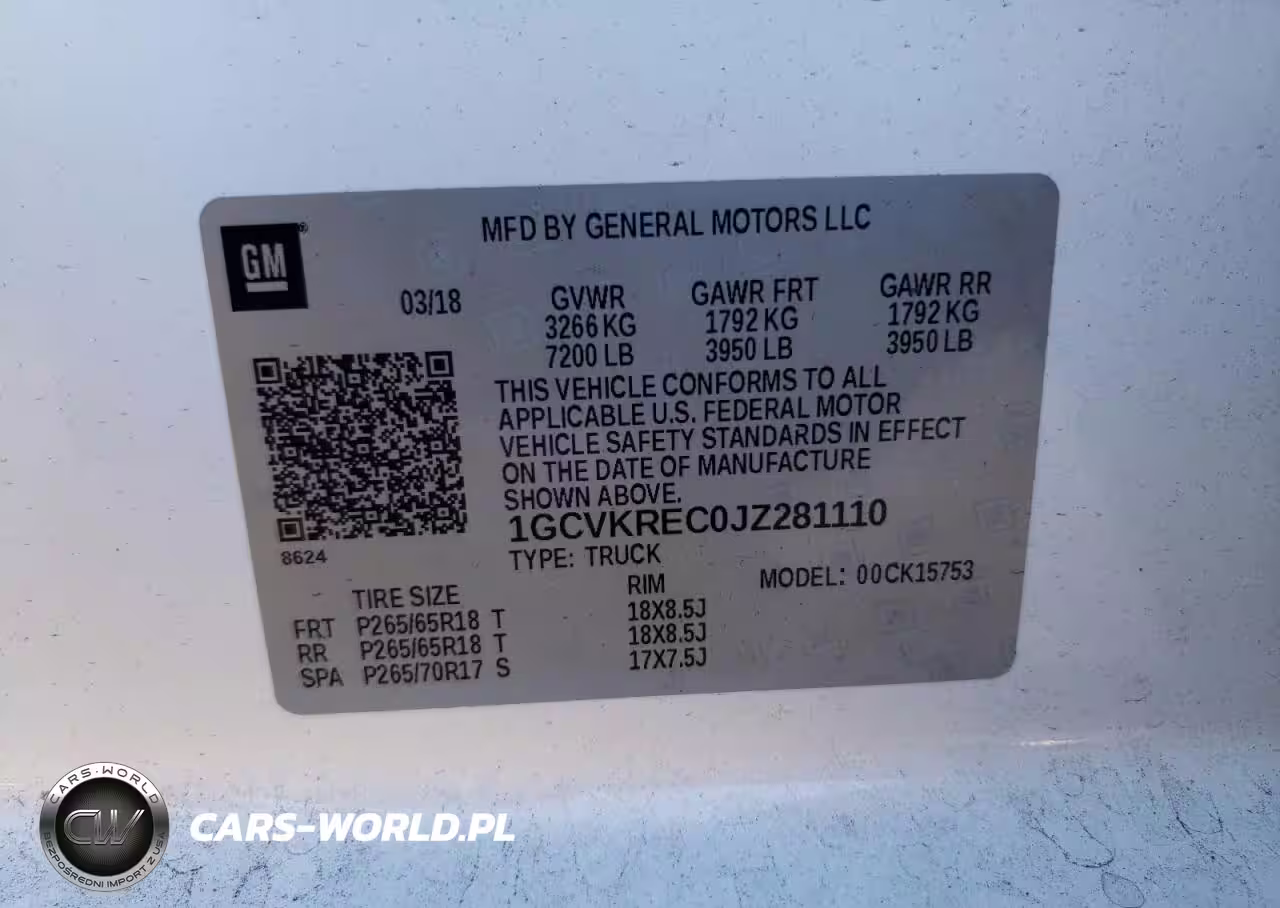 MFD BY GENERAL MOTORS LLC
GM®
03/18
GVWR GAWR FRT GAWR RR
3266 KG 1792 KG 1792 KG
7200 LB 3950 LB 3950 LB
THIS VEHICLE CONFORMS TO ALL
APPLICABLE U.S. FEDERAL MOTOR
VEHICLE SAFETY STANDARDS IN EFFECT
ON THE DATE OF MANUFACTURE
SHOWN ABOVE.
1GCVKREC0JZ281110
8624
TYPE: TRUCK
MODEL: 00CK15753
TIRE SIZE RIM
FRT P265/65R18 T 18X8.5J
RR P265/65R18 T 18X8.5J
SPA P265/70R17 S 17X7.5J
CARS-WORLD
CW
BEZPOŚREDNI IMPORT Z USA
CARS-WORLD.PL